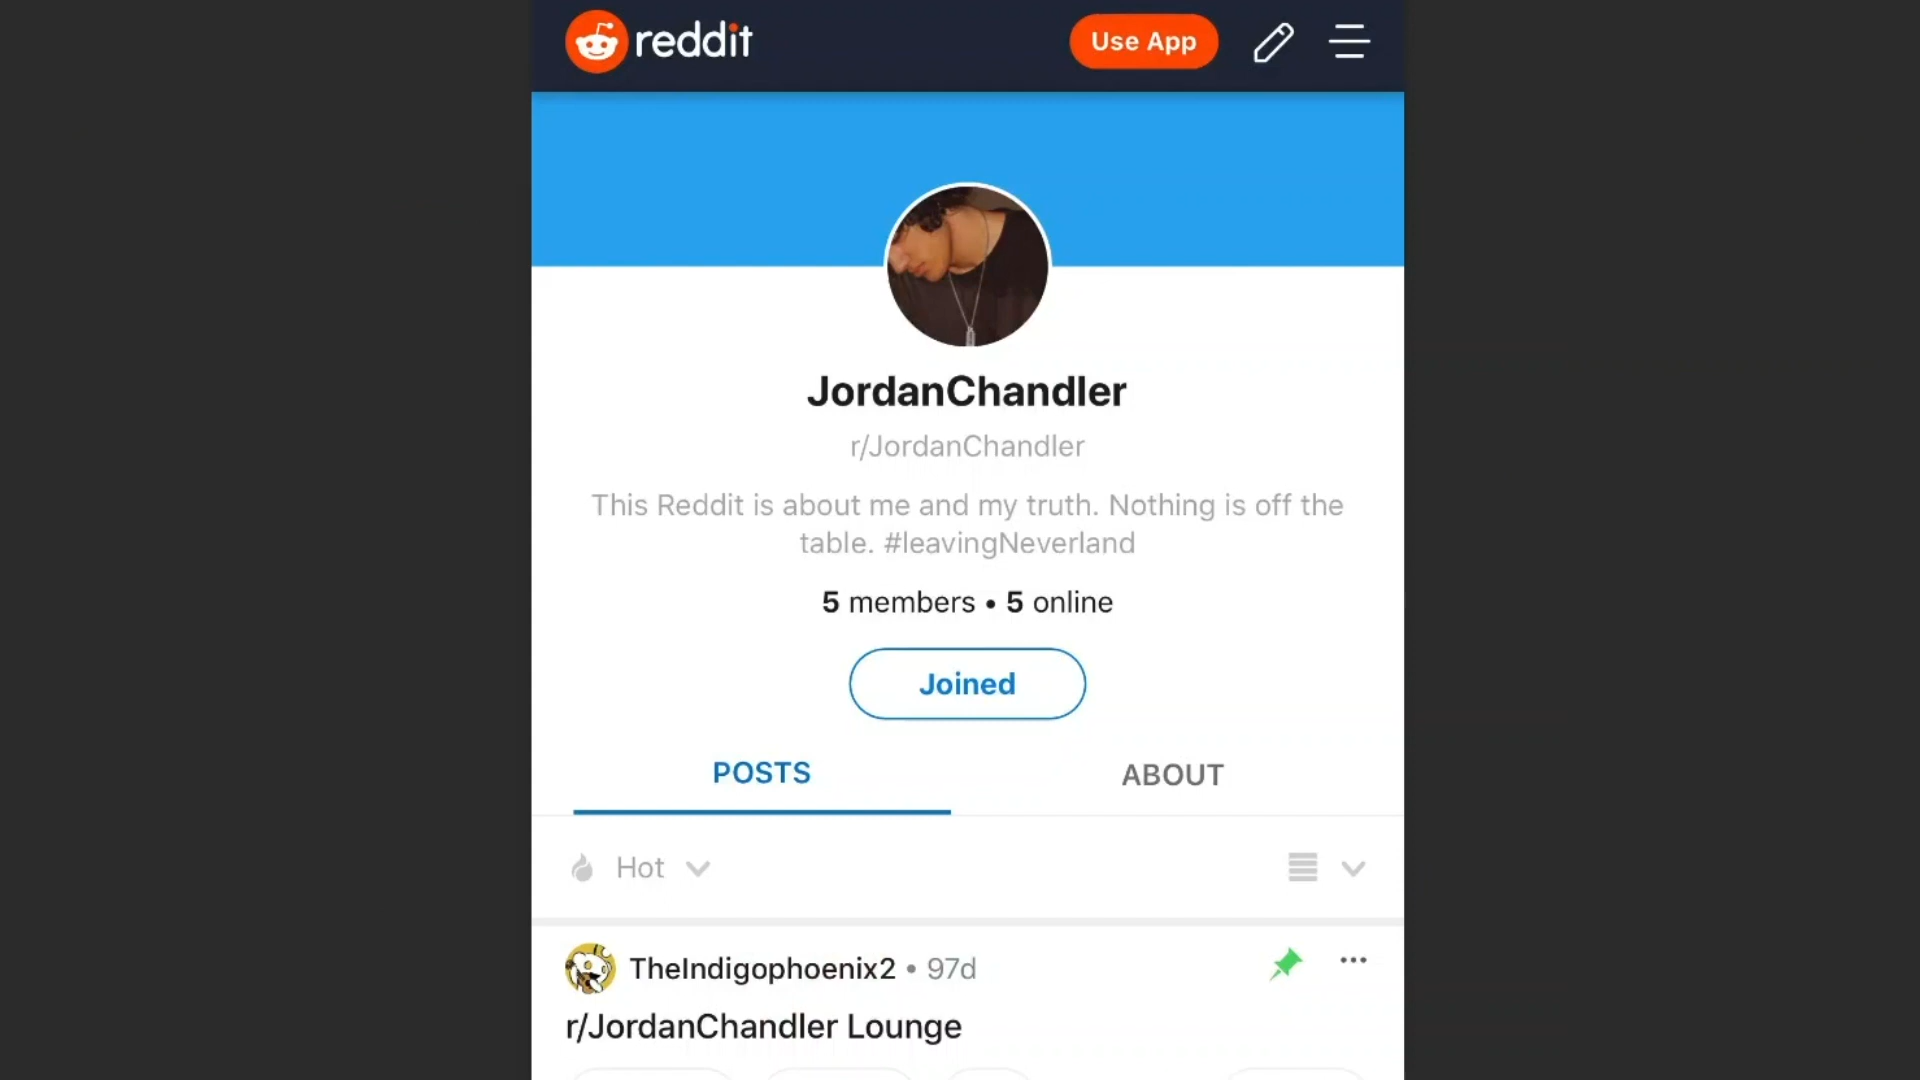 reddit
Use App
JordanChandler
r/JordanChandler
This Reddit is about me and my truth. Nothing is off the
table. #leavingNeverland
5 members • 5 online
Joined
POSTS
ABOUT
Hot
TheIndigophoenix2 • 97d
r/JordanChandler Lounge